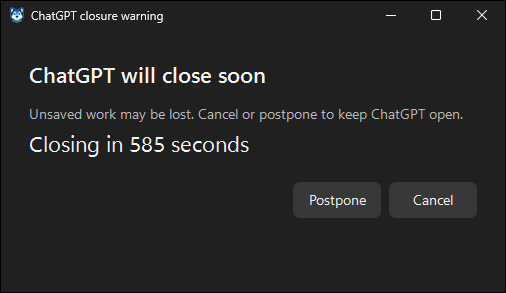 ChatGPT closure warning
ChatGPT will close soon
Unsaved work may be lost. Cancel or postpone to keep ChatGPT open.
Closing in 585 seconds
Postpone Cancel